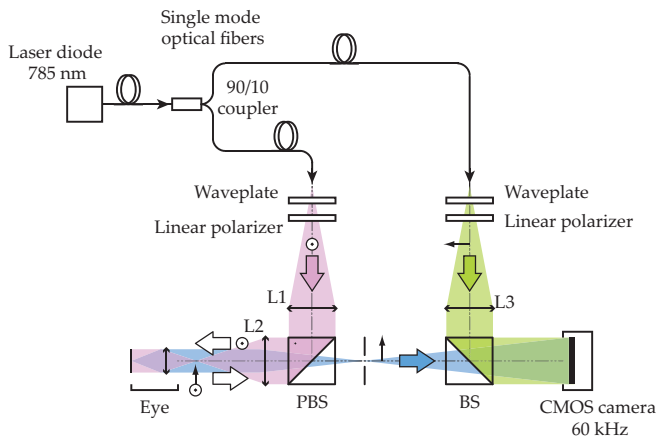 Single mode
optical fibers
Laser diode
785 nm
90/10
coupler
Waveplate
Linear polarizer
Waveplate
Linear polarizer
L1
L2
L3
Eye
PBS
BS
CMOS camera
60 kHz